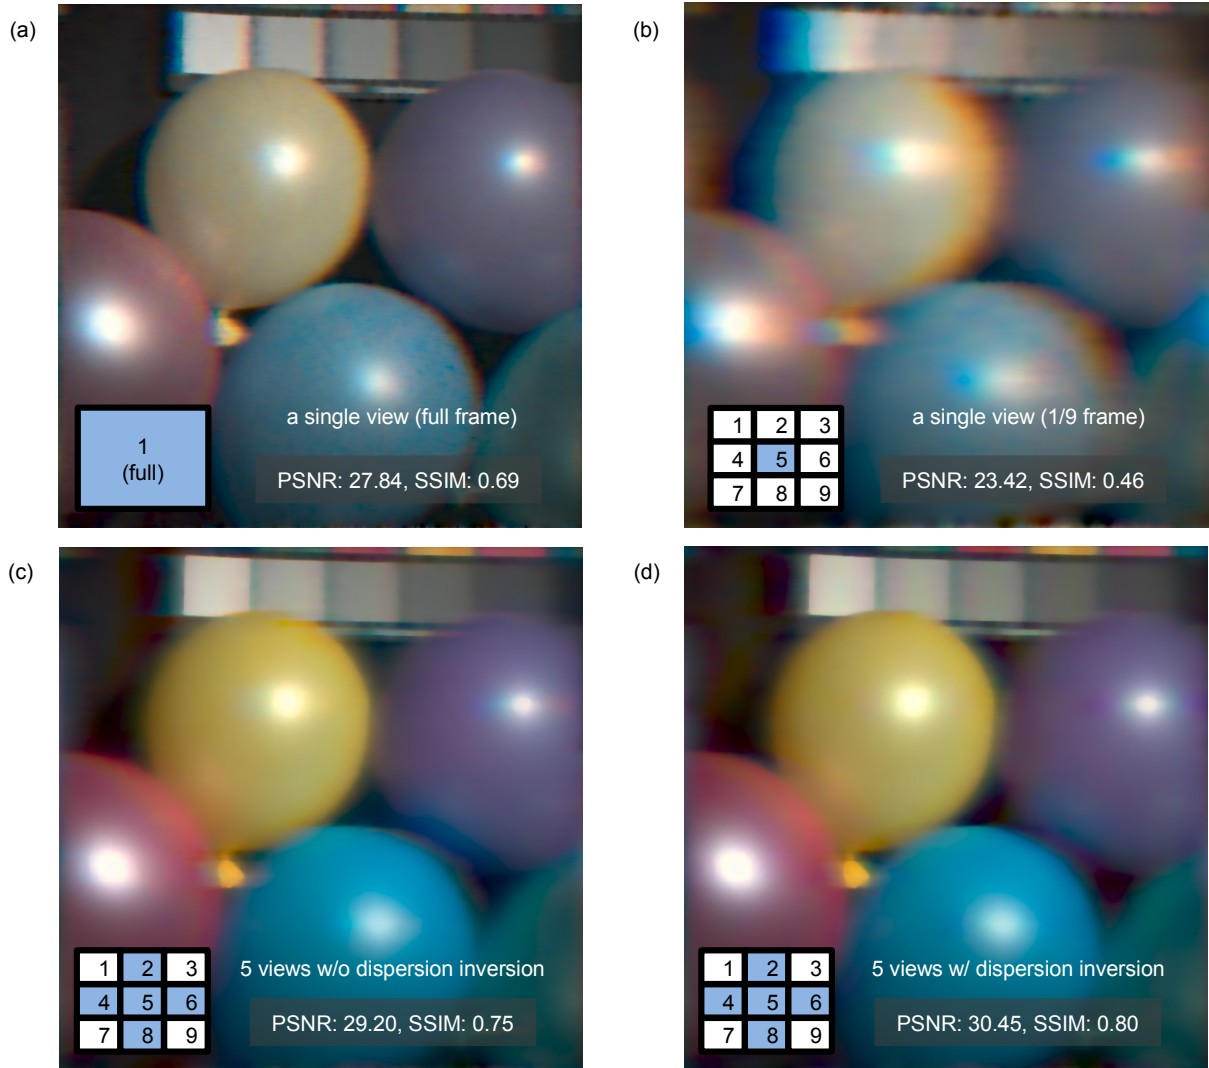 (a)
a single view (full frame)
1
(full)
PSNR: 27.84, SSIM: 0.69
(b)
a single view (1/9 frame)
1 2 3
4 5 6
7 8 9
PSNR: 23.42, SSIM: 0.46
(c)
5 views w/o dispersion inversion
1 2 3
4 5 6
7 8 9
PSNR: 29.20, SSIM: 0.75
(d)
5 views w/ dispersion inversion
1 2 3
4 5 6
7 8 9
PSNR: 30.45, SSIM: 0.80